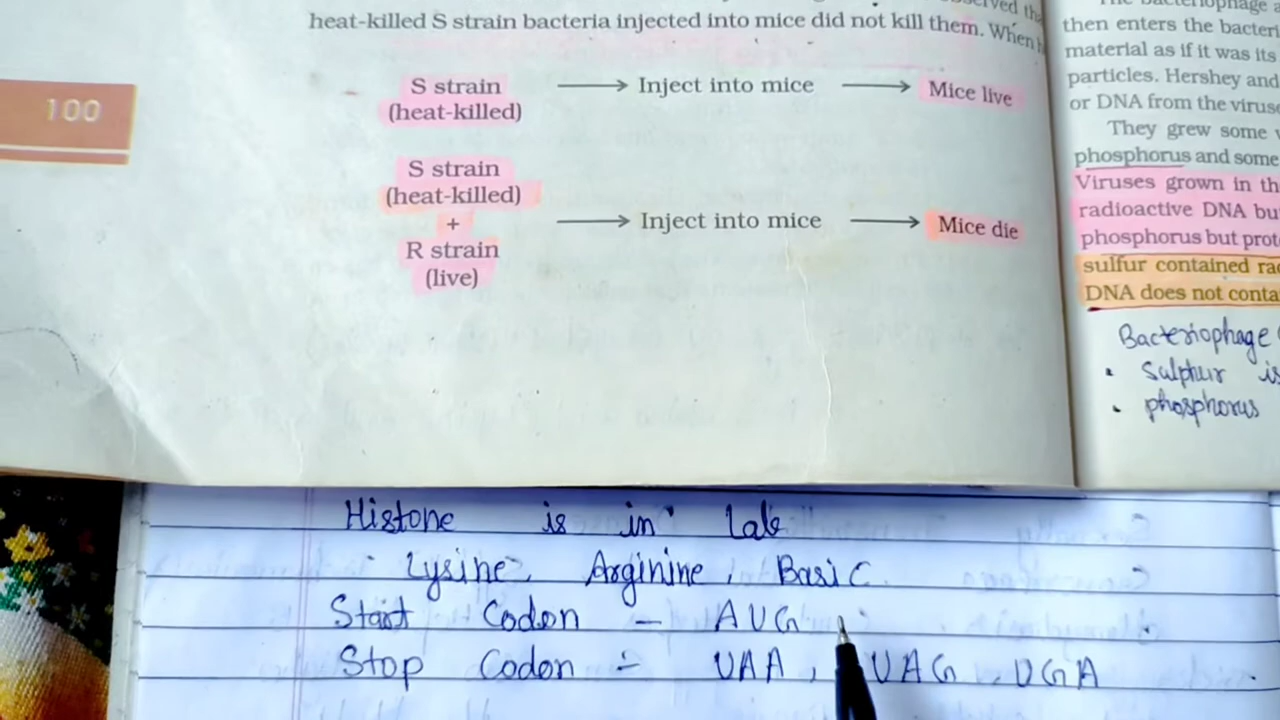 heat-killed S strain bacteria injected into mice did not kill them. When
100
S strain
(heat-killed)
Inject into mice
Mice live
S strain
(heat-killed)
+
R strain
(live)
Inject into mice
Mice die
then enters the bacteri
material as if it was its
particles. Hershey and
or DNA from the viruse
They grew some
phosphorus and some
Viruses grown in th
radioactive DNA bu
phosphorus but prot
sulfur contained rad
DNA does not conta
Bacteriophage
• Sulphur is
• phosphorus
Histone is in lab
Lysine, Arginine, Basic
Start Codon – AUG
Stop Codon ÷ UAA, UAG, UGA